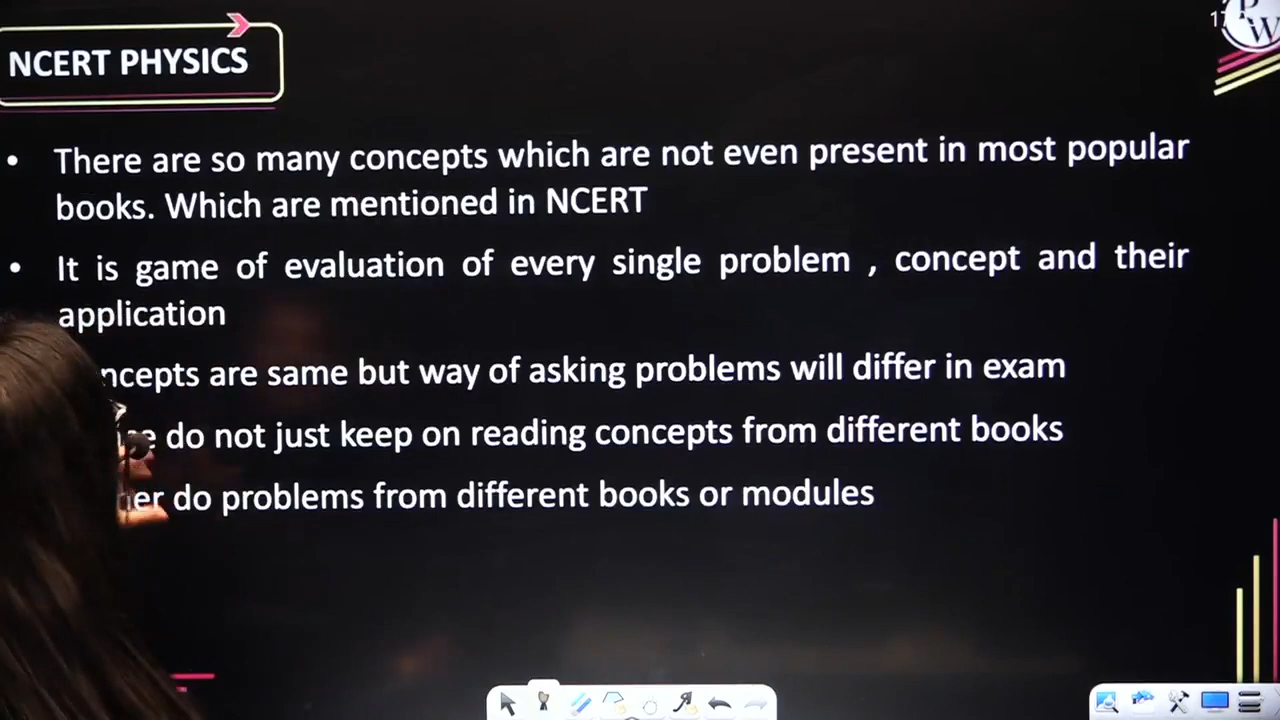 NCERT PHYSICS
17
P
W
• There are so many concepts which are not even present in most popular
books. Which are mentioned in NCERT
• It is game of evaluation of every single problem , concept and their
application
ncepts are same but way of asking problems will differ in exam
do not just keep on reading concepts from different books
do problems from different books or modules